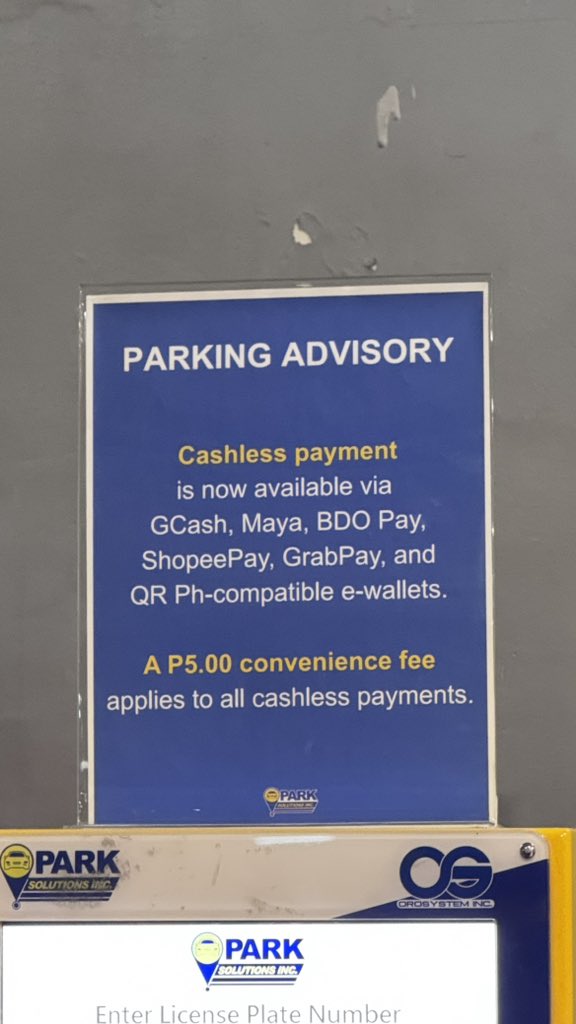 PARKING ADVISORY
Cashless payment
is now available via
GCash, Maya, BDO Pay,
ShopeePay, GrabPay, and
QR Ph-compatible e-wallets.
A P5.00 convenience fee
applies to all cashless payments.
PARK
SOLUTIONS INC.
PARK
SOLUTIONS INC.
OG
OROSYSTEM INC.
PARK
SOLUTIONS INC.
Enter License Plate Number